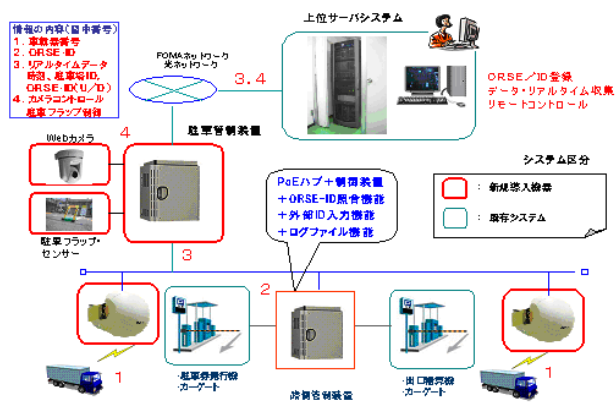 情報の内容(図中番号)
1. 車載器番号
2. ORSE-ID
3. リアルタイムデータ
時刻、駐車場ID,
ORSE-ID(U/D)
4. カメラコントロール
駐車フラップ制御
上位サーバシステム
FOMAネットワーク
光ネットワーク
3.4
ORSE/ID登録
データ・リアルタイム収集
リモートコントロール
駐車管制装置
Webカメラ
4
駐車フラップ・
センサー
3
PoEハブ+制御装置
+ORSE-ID照合機能
+外部ID入力機能
+ログファイル機能
システム区分
: 新規導入機器
: 既存システム
2
1
・駐車券発行機
・カーゲート
路側管制装置
・出口精算機
・カーゲート
1